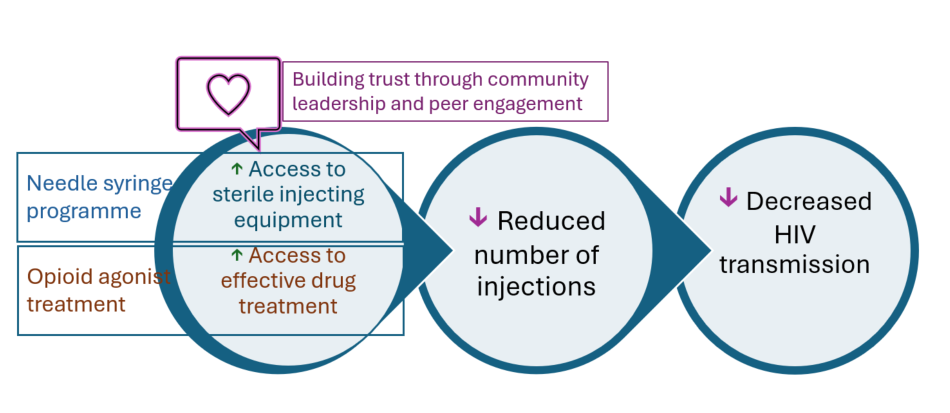 Building trust through community
leadership and peer engagement
Needle syringe
programme
↑ Access to
sterile injecting
equipment
Opioid agonist
treatment
↑ Access to
effective drug
treatment
↓ Reduced
number of
injections
↓ Decreased
HIV
transmission